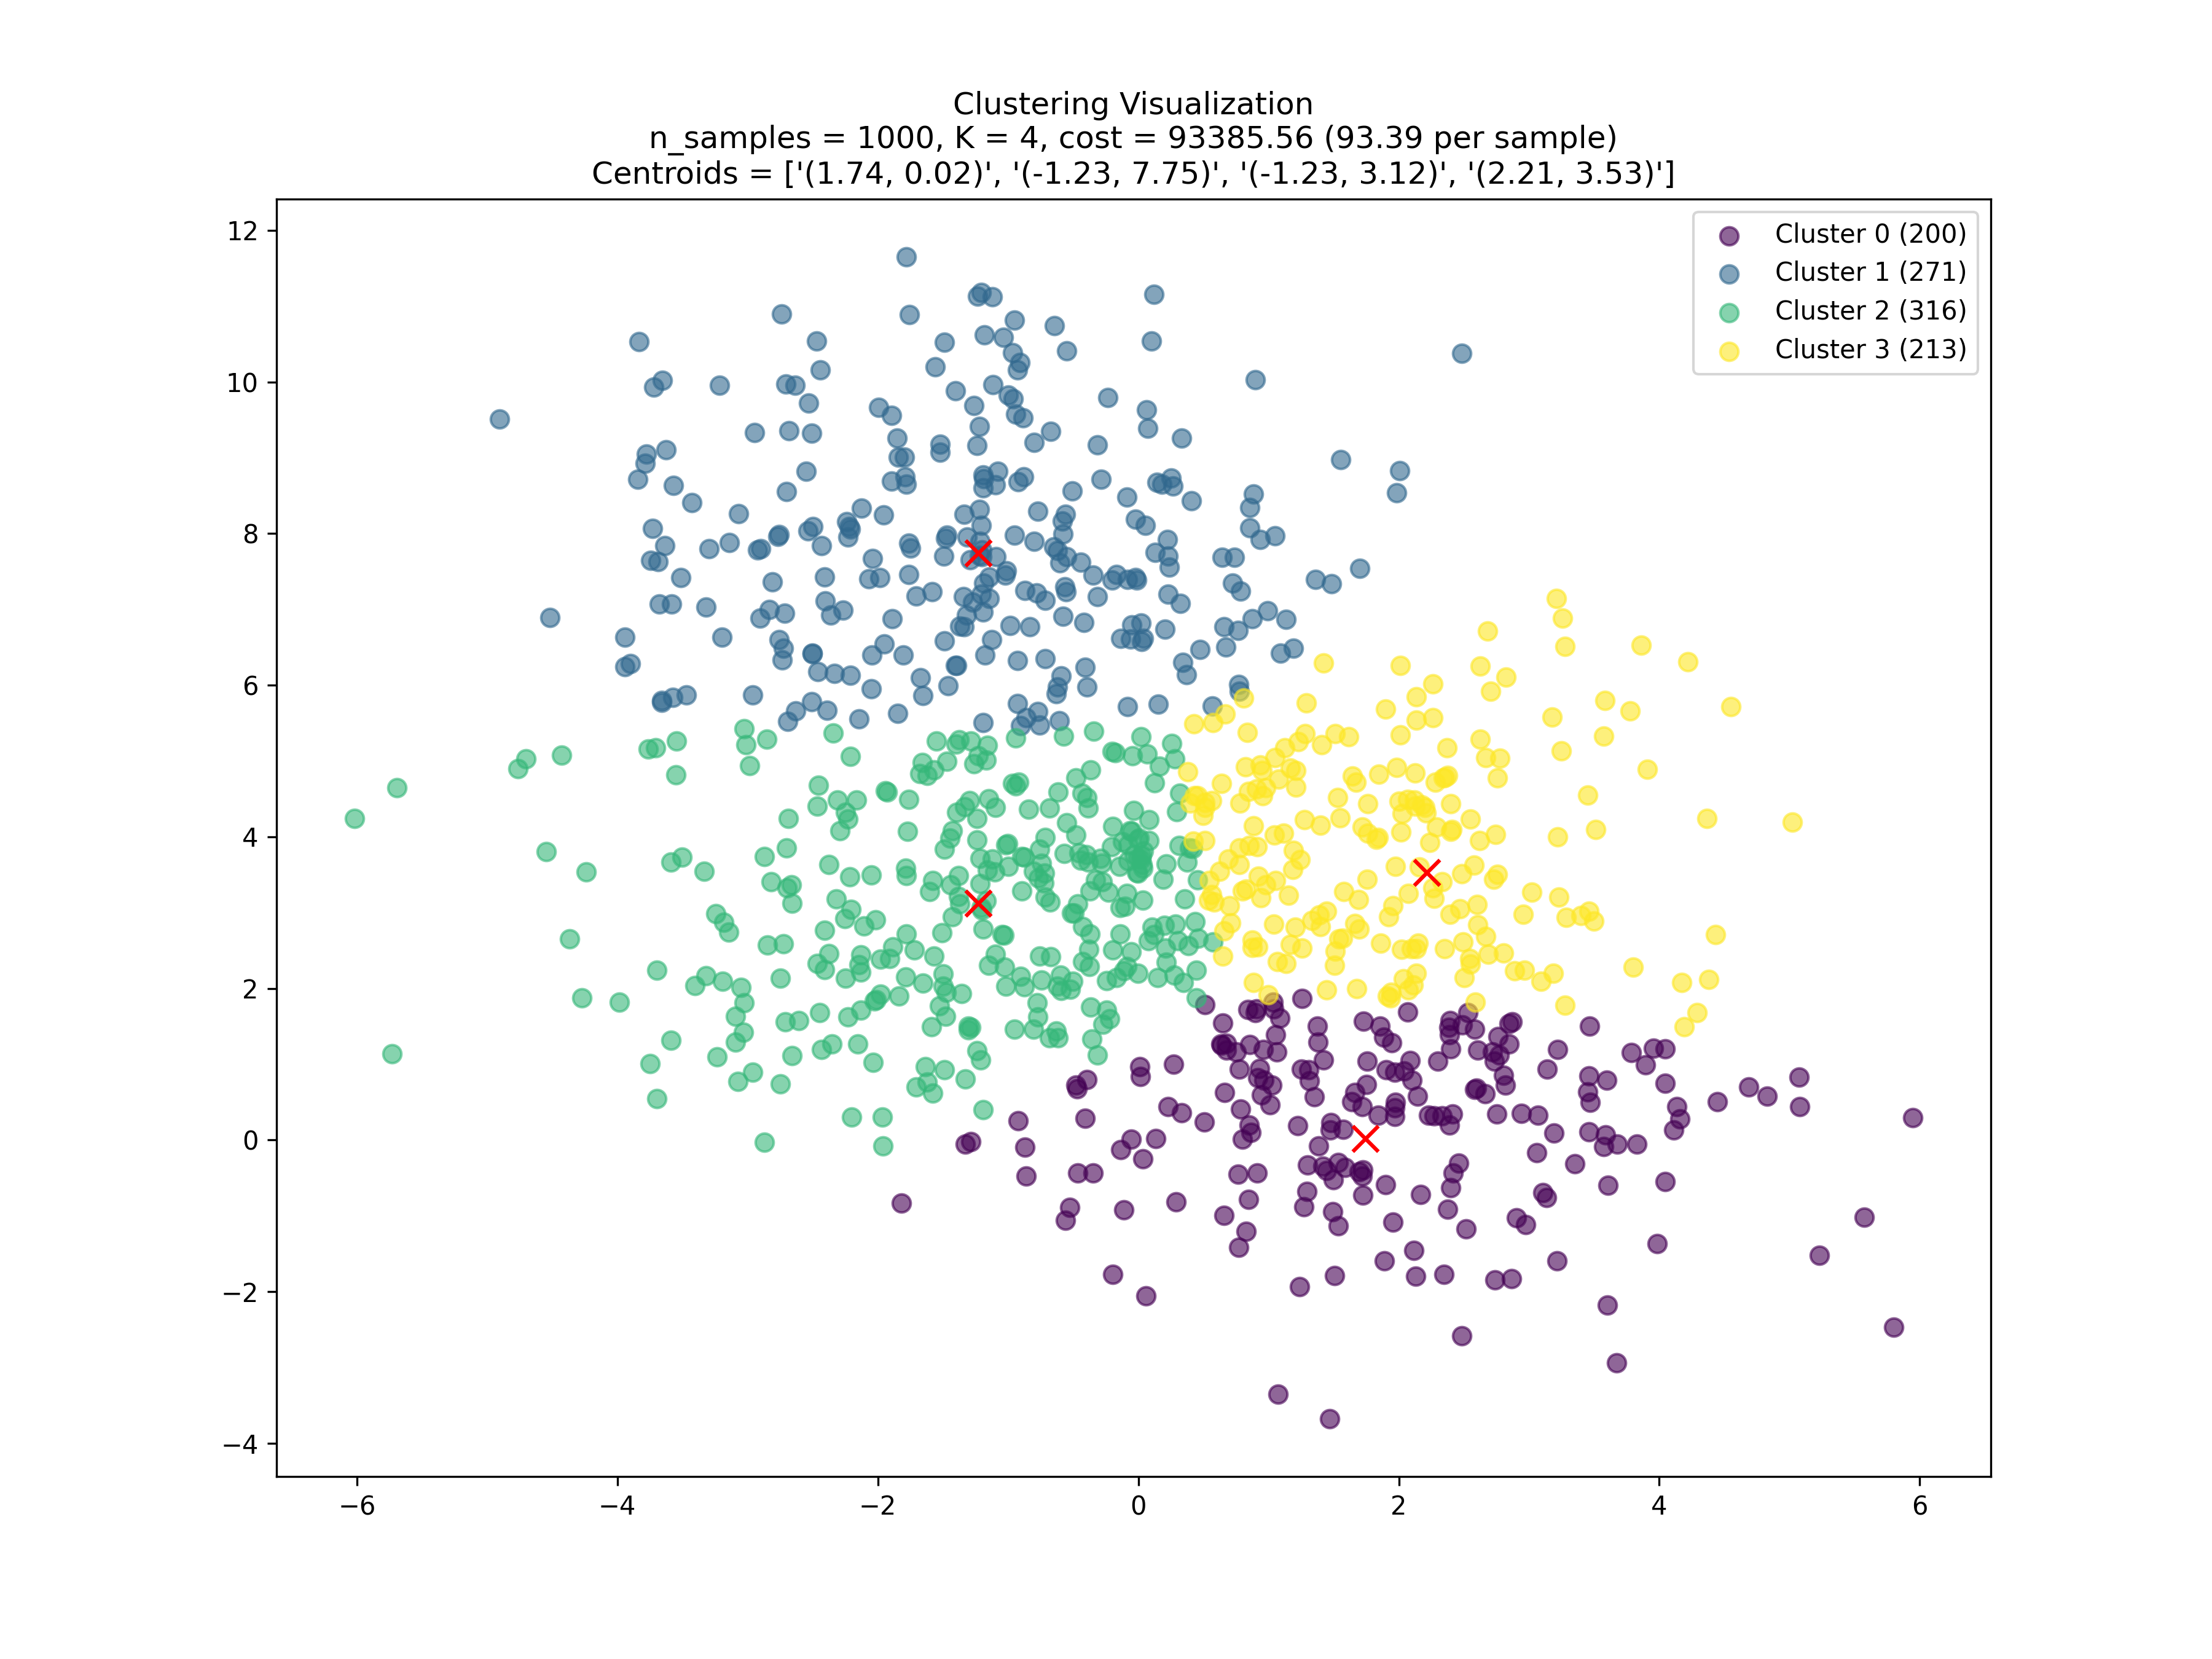 Clustering Visualization
n_samples = 1000, K = 4, cost = 93385.56 (93.39 per sample)
Centroids = ['(1.74, 0.02)', '(-1.23, 7.75)', '(-1.23, 3.12)', '(2.21, 3.53)']
Cluster 0 (200)
Cluster 1 (271)
Cluster 2 (316)
Cluster 3 (213)
12
10
8
6
4
2
0
−2
−4
−6
−4
−2
0
2
4
6